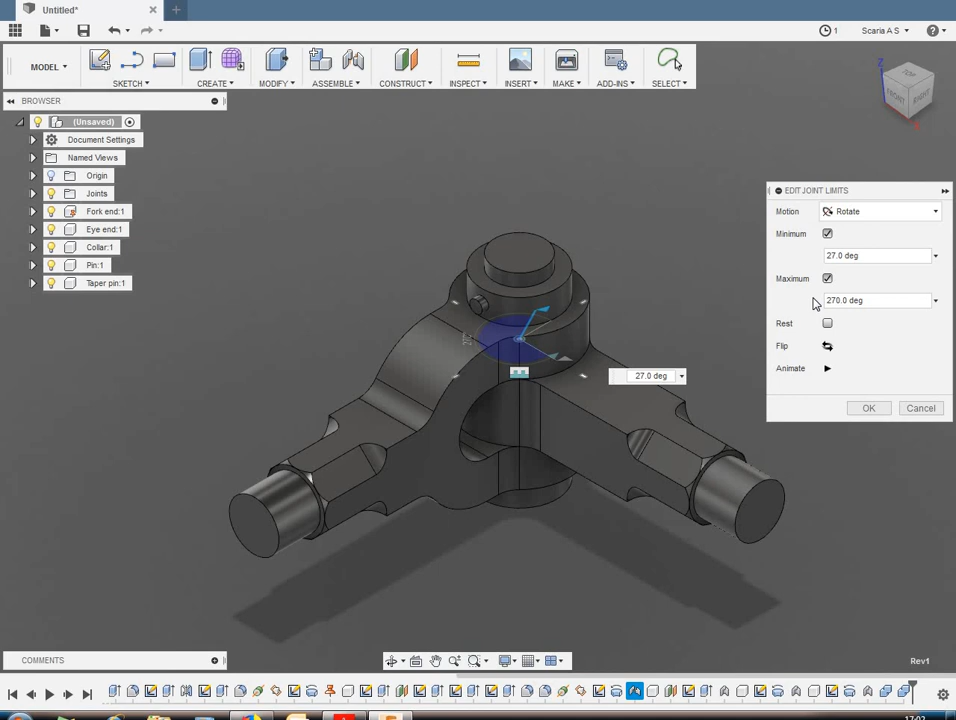 Untitled*
Scaria A S
MODEL
SKETCH
CREATE
MODIFY
ASSEMBLE
CONSTRUCT
INSPECT
INSERT
MAKE
ADD-INS
SELECT
BROWSER
(Unsaved)
Document Settings
Named Views
Origin
Joints
Fork end:1
Eye end:1
Collar:1
Pin:1
Taper pin:1
Z
TOP
FRONT
RIGHT
X
EDIT JOINT LIMITS
Motion Rotate
Minimum
27.0 deg
Maximum
270.0 deg
Rest
Flip
Animate
OK Cancel
27.0 deg
COMMENTS
Rev1